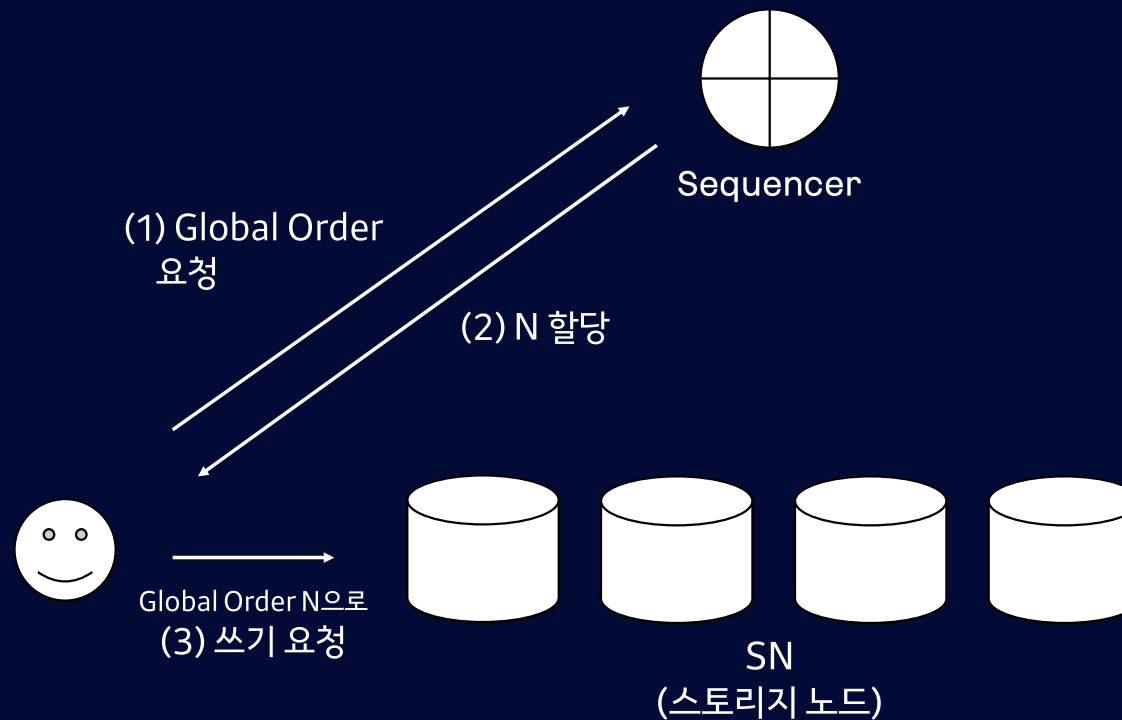 Sequencer
(1) Global Order
요청
(2) N 할당
Global Order N으로
(3) 쓰기 요청
SN
(스토리지 노드)